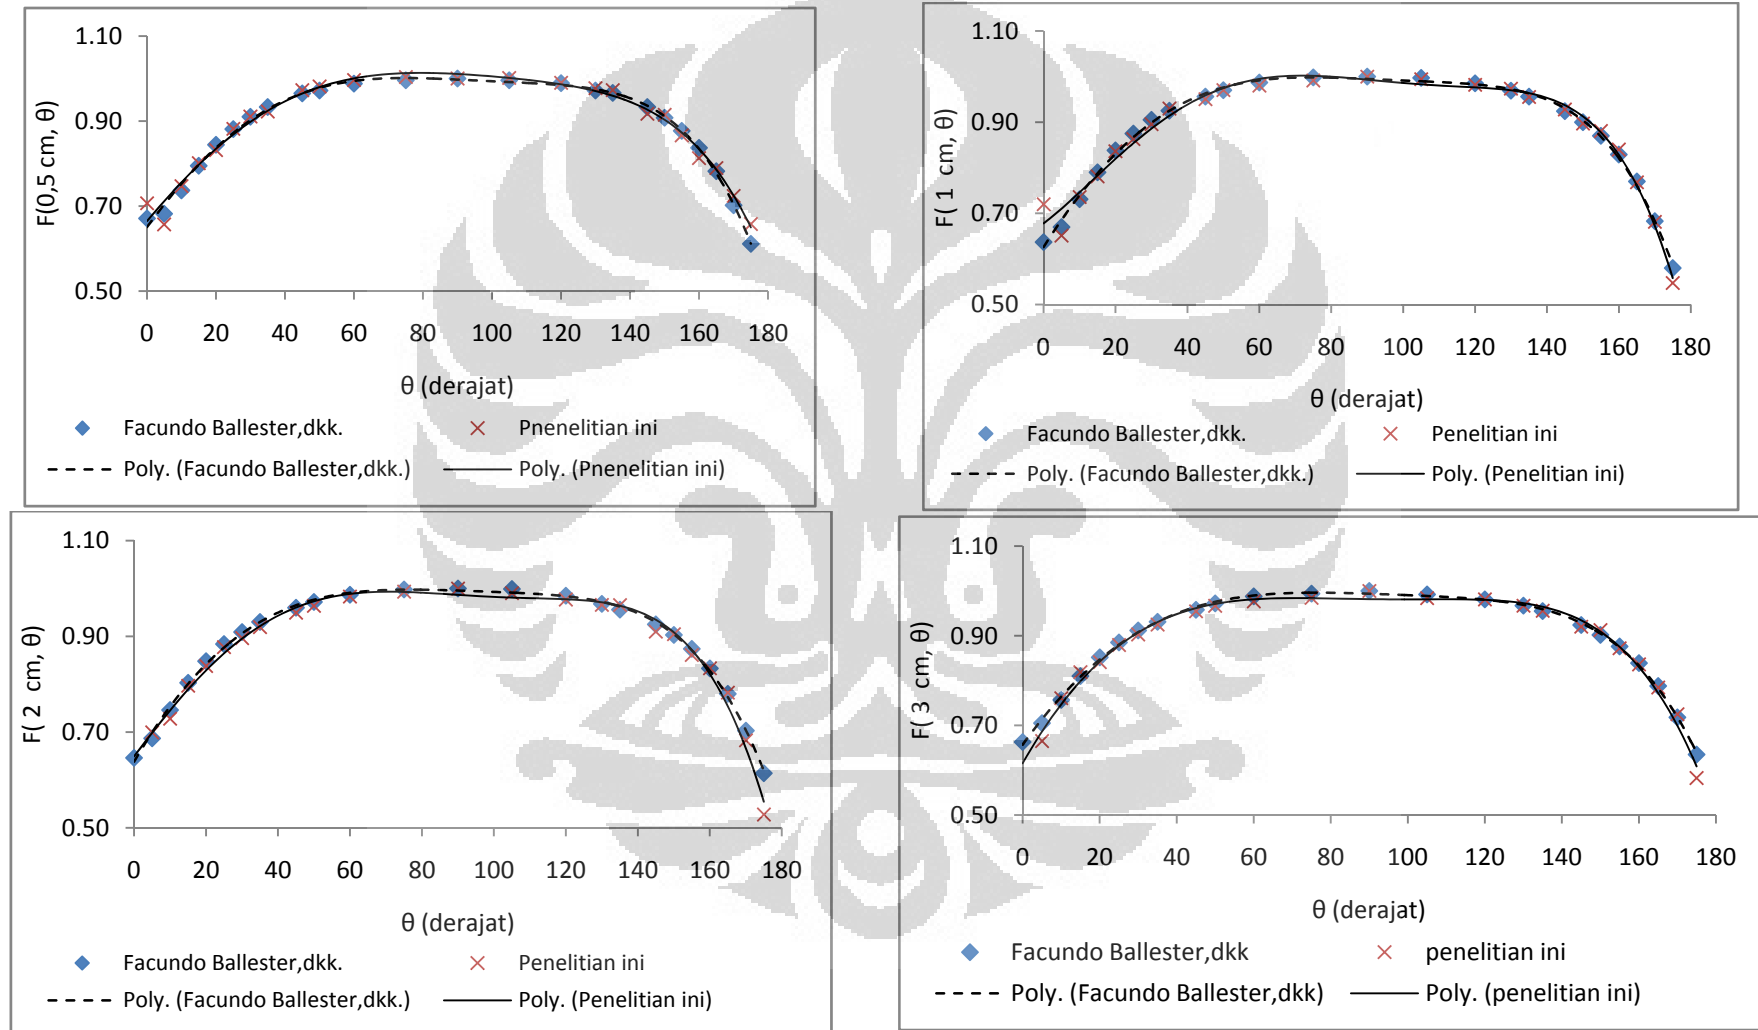 1.10
0.90
0.70
0.50
F(0,5 cm, θ)
0 20 40 60 80 100 120 140 160 180
θ (derajat)
Facundo Ballester,dkk. Pnenelitian ini
Poly. (Facundo Ballester,dkk.) Poly. (Pnenelitian ini)
1.10
0.90
0.70
0.50
F( 1 cm, θ)
0 20 40 60 80 100 120 140 160 180
θ (derajat)
Facundo Ballester,dkk. Penelitian ini
Poly. (Facundo Ballester,dkk.) Poly. (Penelitian ini)
1.10
0.90
0.70
0.50
F( 2 cm, θ)
0 20 40 60 80 100 120 140 160 180
θ (derajat)
Facundo Ballester,dkk. Penelitian ini
Poly. (Facundo Ballester,dkk.) Poly. (Penelitian ini)
1.10
0.90
0.70
0.50
F( 3 cm, θ)
0 20 40 60 80 100 120 140 160 180
θ (derajat)
Facundo Ballester,dkk penelitian ini
Poly. (Facundo Ballester,dkk) Poly. (penelitian ini)